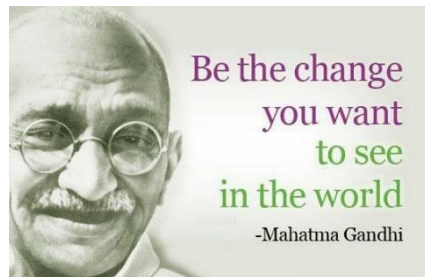 Be the change
you want
to see
in the world
-Mahatma Gandhi